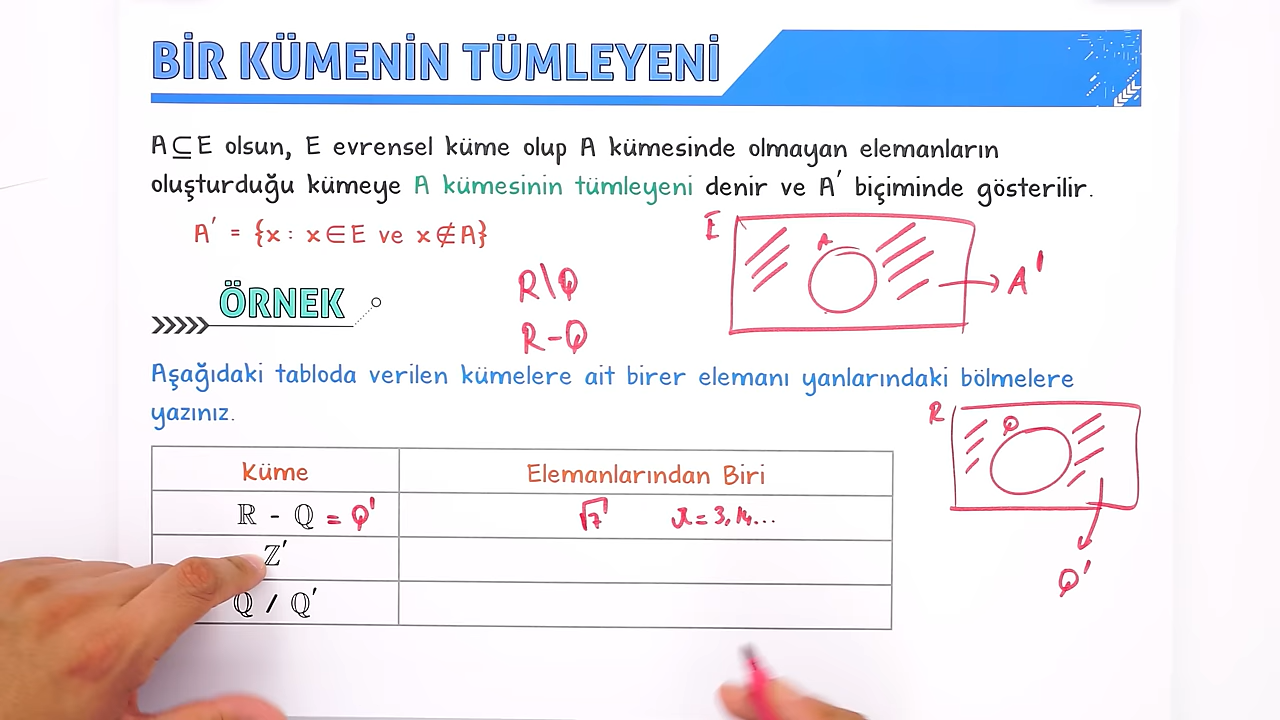 BİR KÜMENİN TÜMLEYENİ
A⊆E olsun, E evrensel küme olup A kümesinde olmayan elemanların
oluşturduğu kümeye A kümesinin tümleyeni denir ve A' biçiminde gösterilir.
A' = {x : x∈E ve x∉A}
E
A
A'
ÖRNEK
R\Q
R-Q
Aşağıdaki tabloda verilen kümelere ait birer elemanı yanlarındaki bölmelere
yazınız.
R
Q
Q'
Küme
Elemanlarından Biri
ℝ - ℚ = Q'
√7
π = 3,14...
ℤ'
ℚ / ℚ'